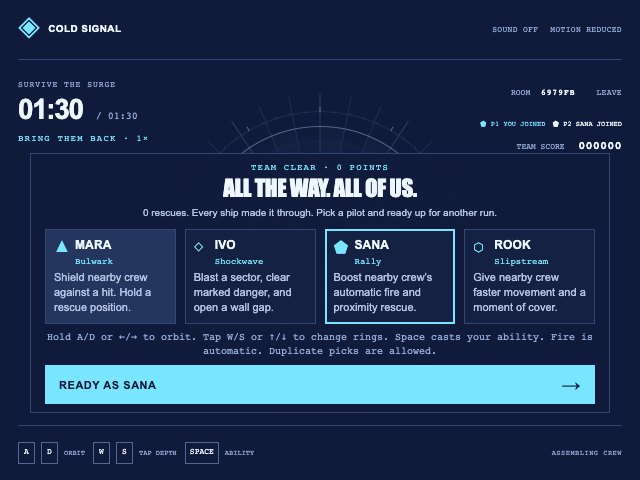 COLD SIGNAL
SOUND OFF MOTION REDUCED
SURVIVE THE SURGE
01:30 / 01:30
BRING THEM BACK · 1×
ROOM 6979FB LEAVE
P1 YOU JOINED P2 SANA JOINED
TEAM SCORE 000000
TEAM CLEAR · 0 POINTS
ALL THE WAY. ALL OF US.
0 rescues. Every ship made it through. Pick a pilot and ready up for another run.
MARA
Bulwark
Shield nearby crew
against a hit. Hold a
rescue position.
IVO
Shockwave
Blast a sector, clear
marked danger, and
open a wall gap.
SANA
Rally
Boost nearby crew's
automatic fire and
proximity rescue.
ROOK
Slipstream
Give nearby crew
faster movement and a
moment of cover.
Hold A/D or ←/→ to orbit. Tap W/S or ↑/↓ to change rings. Space casts your ability. Fire is
automatic. Duplicate picks are allowed.
READY AS SANA →
A D ORBIT W S TAP DEPTH SPACE ABILITY
ASSEMBLING CREW